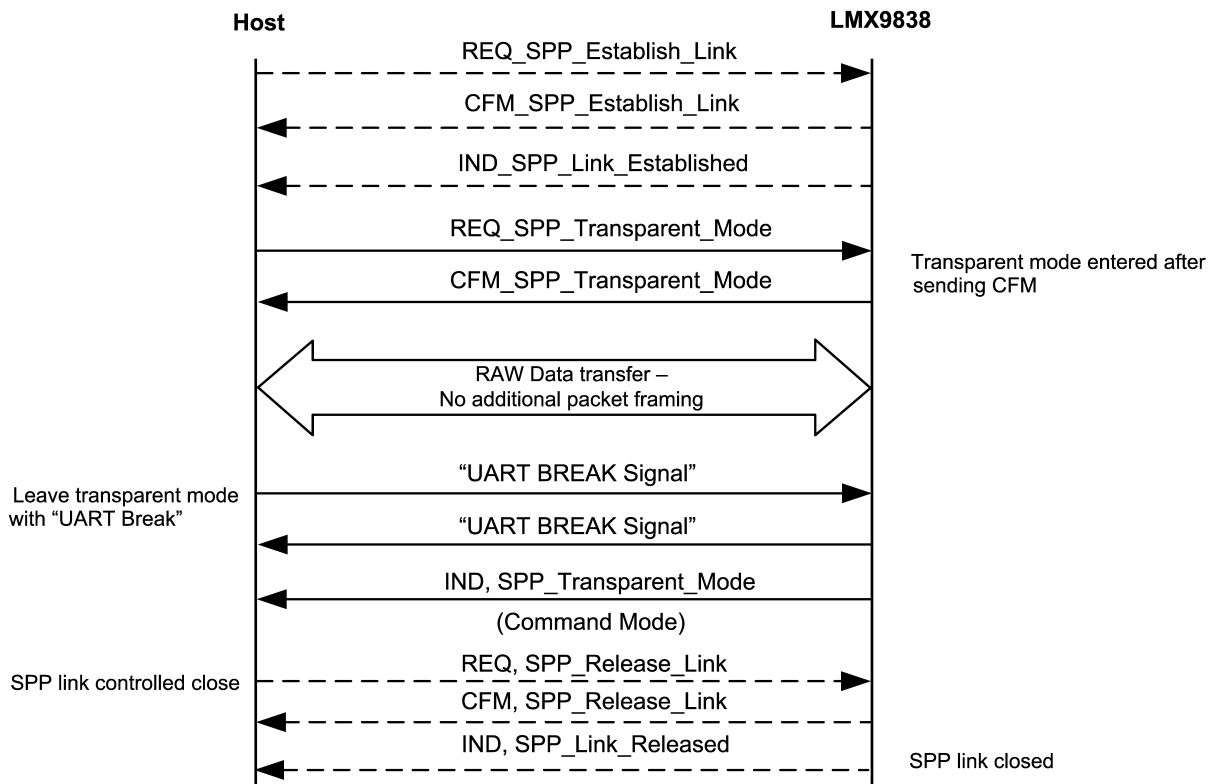 Host
LMX9838
REQ_SPP_Establish_Link
CFM_SPP_Establish_Link
IND_SPP_Link_Established
REQ_SPP_Transparent_Mode
Transparent mode entered after
sending CFM
CFM_SPP_Transparent_Mode
RAW Data transfer –
No additional packet framing
“UART BREAK Signal”
Leave transparent mode
with “UART Break”
“UART BREAK Signal”
IND, SPP_Transparent_Mode
(Command Mode)
REQ, SPP_Release_Link
SPP link controlled close
CFM, SPP_Release_Link
IND, SPP_Link_Released
SPP link closed